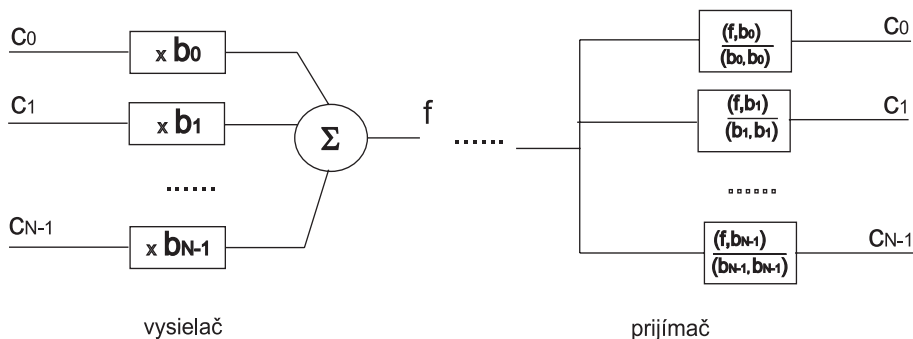 C0
x b0
C1
x b1
......
CN-1
x bN-1
Σ
f
......
(f,b0)
(b0,b0)
C0
(f,b1)
(b1,b1)
C1
......
(f,bN-1)
(bN-1,bN-1)
CN-1
vysielač
prijímač